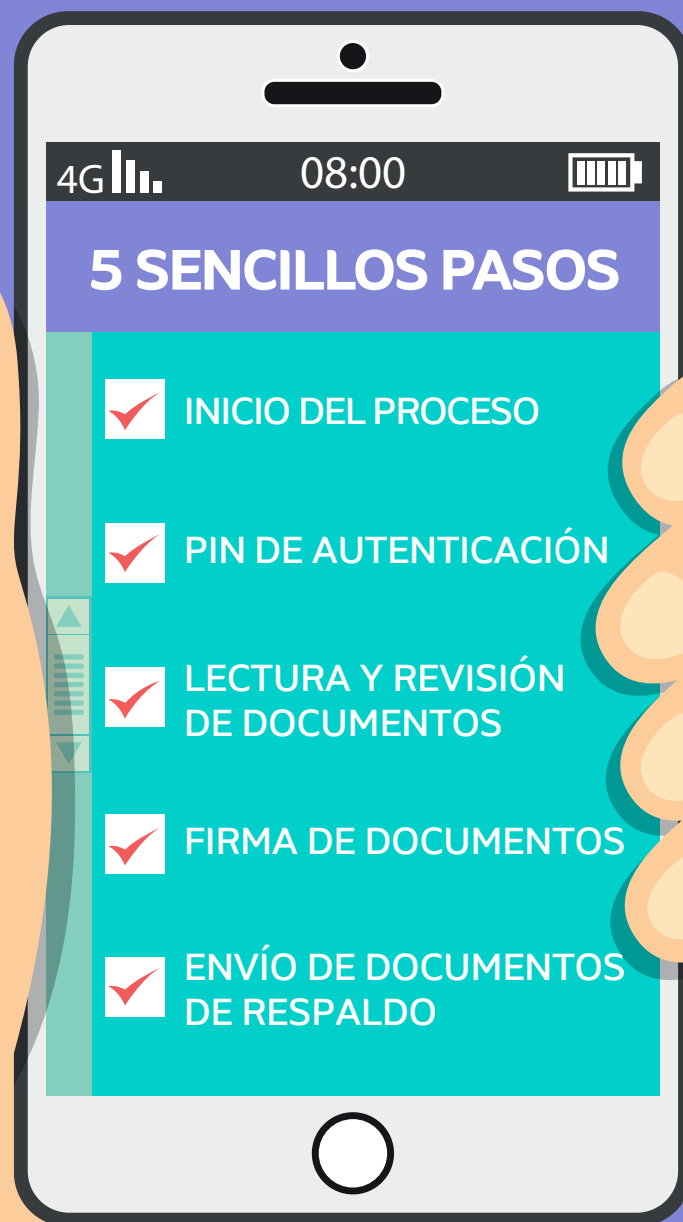 4G 08:00
5 SENCILLOS PASOS
INICIO DEL PROCESO
PIN DE AUTENTICACIÓN
LECTURA Y REVISIÓN
DE DOCUMENTOS
FIRMA DE DOCUMENTOS
ENVÍO DE DOCUMENTOS
DE RESPALDO